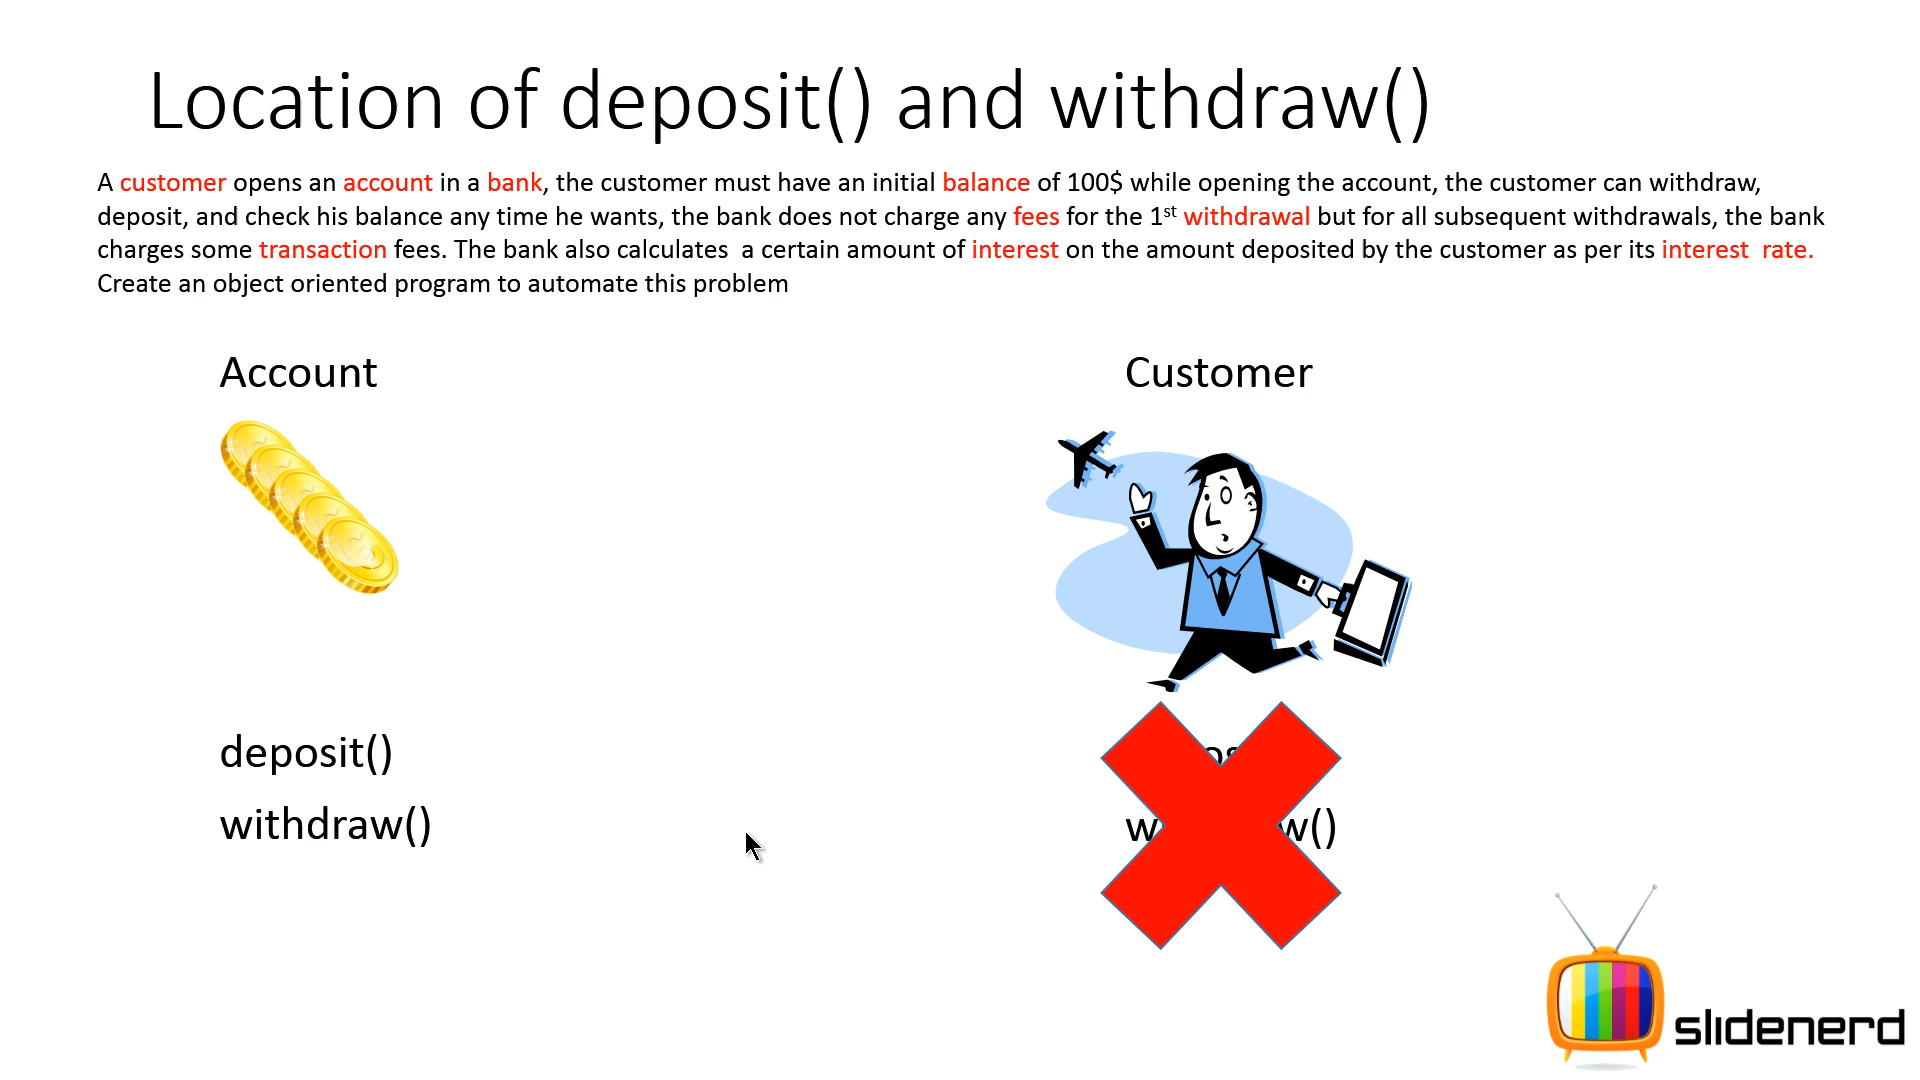 Location of deposit() and withdraw()
A customer opens an account in a bank, the customer must have an initial balance of 100$ while opening the account, the customer can withdraw,
deposit, and check his balance any time he wants, the bank does not charge any fees for the 1st withdrawal but for all subsequent withdrawals, the bank
charges some transaction fees. The bank also calculates  a certain amount of interest on the amount deposited by the customer as per its interest  rate.
Create an object oriented program to automate this problem
Account
Customer
deposit()
withdraw()
slidenerd